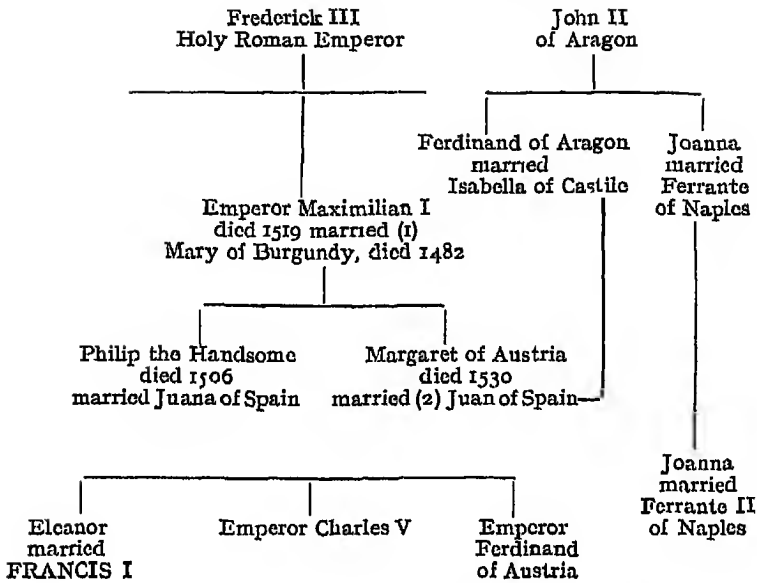 Frederick III
Holy Roman Emperor
John II
of Aragon
Ferdinand of Aragon
married
Isabella of Castile
Joanna
married
Ferrante
of Naples
Emperor Maximilian I
died 1519 married (1)
Mary of Burgundy, died 1482
Philip the Handsome
died 1506
married Juana of Spain
Margaret of Austria
died 1530
married (2) Juan of Spain
Joanna
married
Ferrante II
of Naples
Eleanor
married
FRANCIS I
Emperor Charles V
Emperor
Ferdinand
of Austria